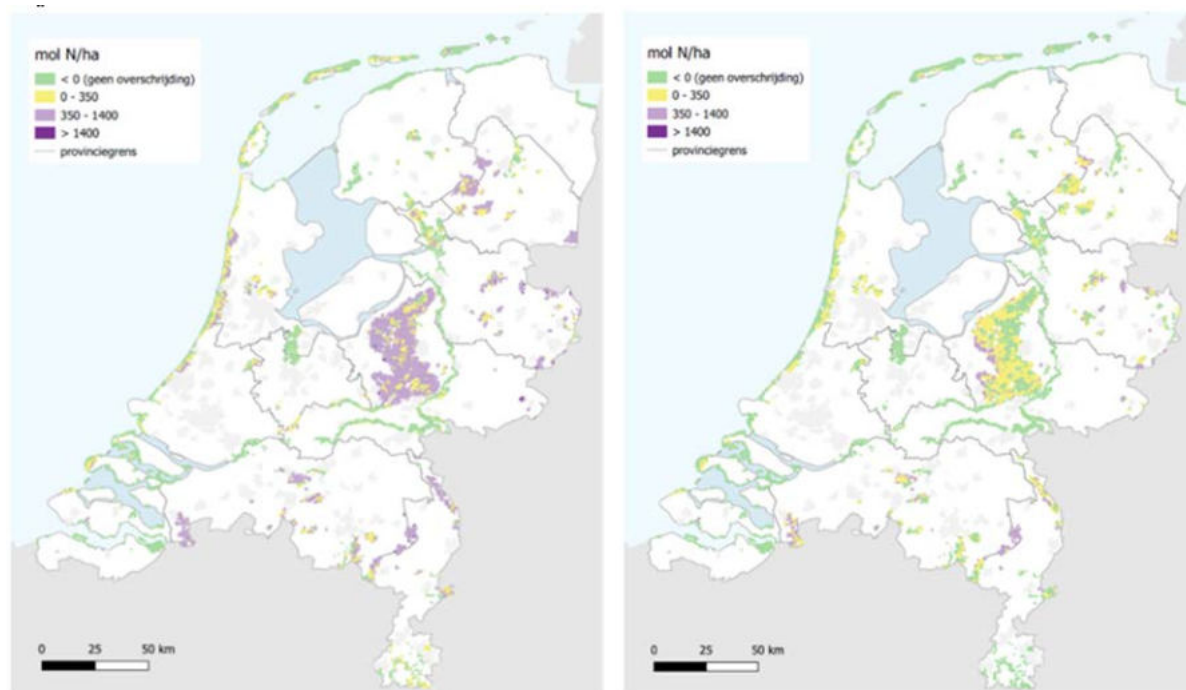 mol N/ha
< 0 (geen overschrijding)
0 - 350
350 - 1400
> 1400
provinciegrens
0 25 50 km
mol N/ha
< 0 (geen overschrijding)
0 - 350
350 - 1400
> 1400
provinciegrens
0 25 50 km